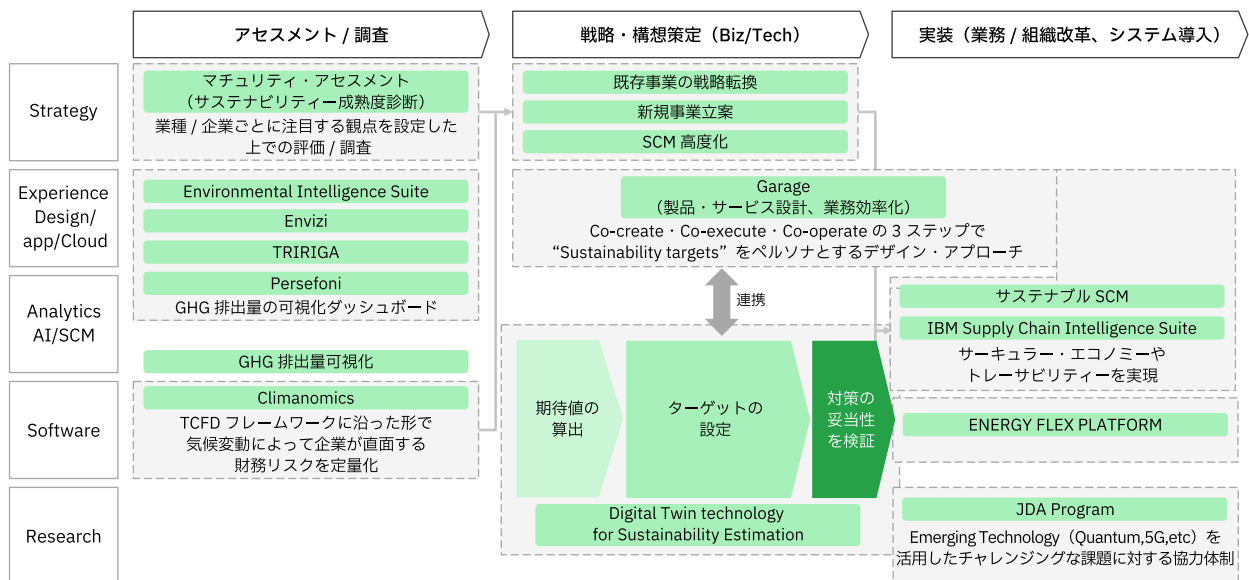 アセスメント / 調査
戦略・構想策定（Biz/Tech）
実装（業務 / 組織改革、システム導入）
Strategy
マチュリティ・アセスメント
（サステナビリティー成熟度診断）
業種 / 企業ごとに注目する観点を設定した
上での評価 / 調査
既存事業の戦略転換
新規事業立案
SCM 高度化
Experience
Design/
app/Cloud
Environmental Intelligence Suite
Envizi
TRIRIGA
Persefoni
GHG 排出量の可視化ダッシュボード
Garage
（製品・サービス設計、業務効率化）
Co-create・Co-execute・Co-operate の 3 ステップで
“Sustainability targets” をペルソナとするデザイン・アプローチ
連携
Analytics
AI/SCM
GHG 排出量可視化
サステナブル SCM
IBM Supply Chain Intelligence Suite
サーキュラー・エコノミーや
トレーサビリティーを実現
Software
Climanomics
TCFD フレームワークに沿った形で
気候変動によって企業が直面する
財務リスクを定量化
期待値の
算出
ターゲットの
設定
対策の
妥当性
を検証
ENERGY FLEX PLATFORM
Research
Digital Twin technology
for Sustainability Estimation
JDA Program
Emerging Technology（Quantum,5G,etc）を
活用したチャレンジングな課題に対する協力体制